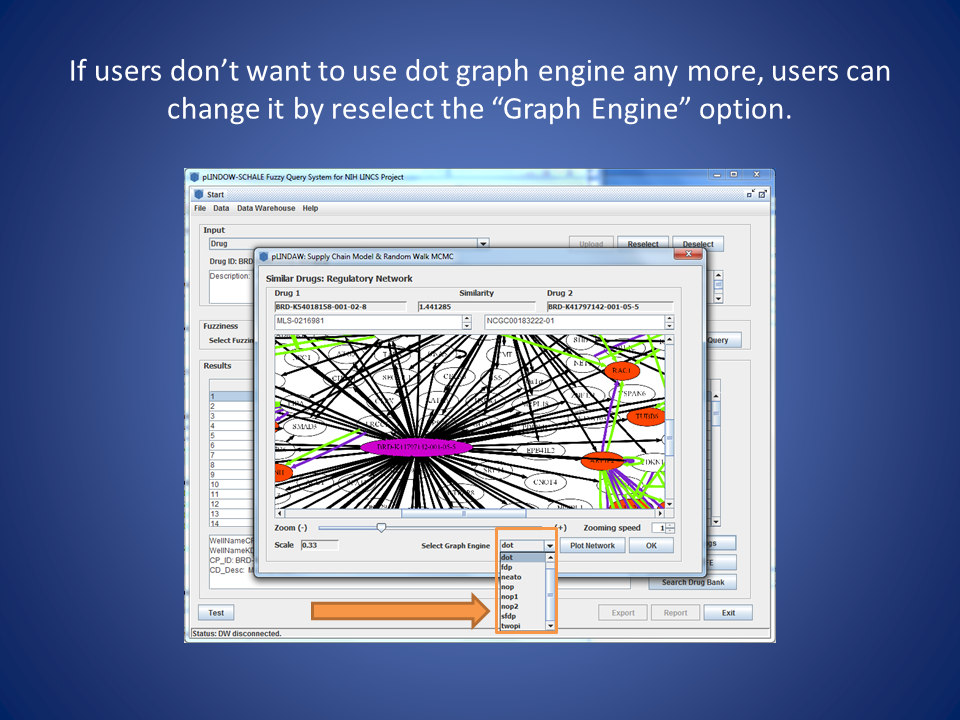 If users don’t want to use dot graph engine any more, users can
change it by reselect the “Graph Engine” option.
pLINDOW-SCHALE Fuzzy Query System for NIH LINCS Project
Start
File Data Data Warehouse Help
Input
Drug
Upload Reselect Deselect
Drug ID: BRD
Description:
Fuzziness
Query
Results
1
2
3
4
5
6
7
8
9
10
11
12
13
14
pLINDAW: Supply Chain Model & Random Walk MCMC
Similar Drugs: Regulatory Network
Drug 1 Similarity Drug 2
BRD-K54018158-001-02-8 1.441285 BRD-K41797142-001-05-5
MLS-0216981 NCGC00183222-01
RAC1
TSPAN6
SMAD3
BRD-K41797142-001-05-5
EPB41L2
CNOT4
Zoom (-) (+) Zooming speed 1
Scale 0.33 Select Graph Engine dot Plot Network OK
dot
fdp
neato
nop
nop1
nop2
sfdp
twopi
CP_ID: BRD-
CD_Desc: M
Search Drug Bank
Test Export Report Exit
Status: DW disconnected.